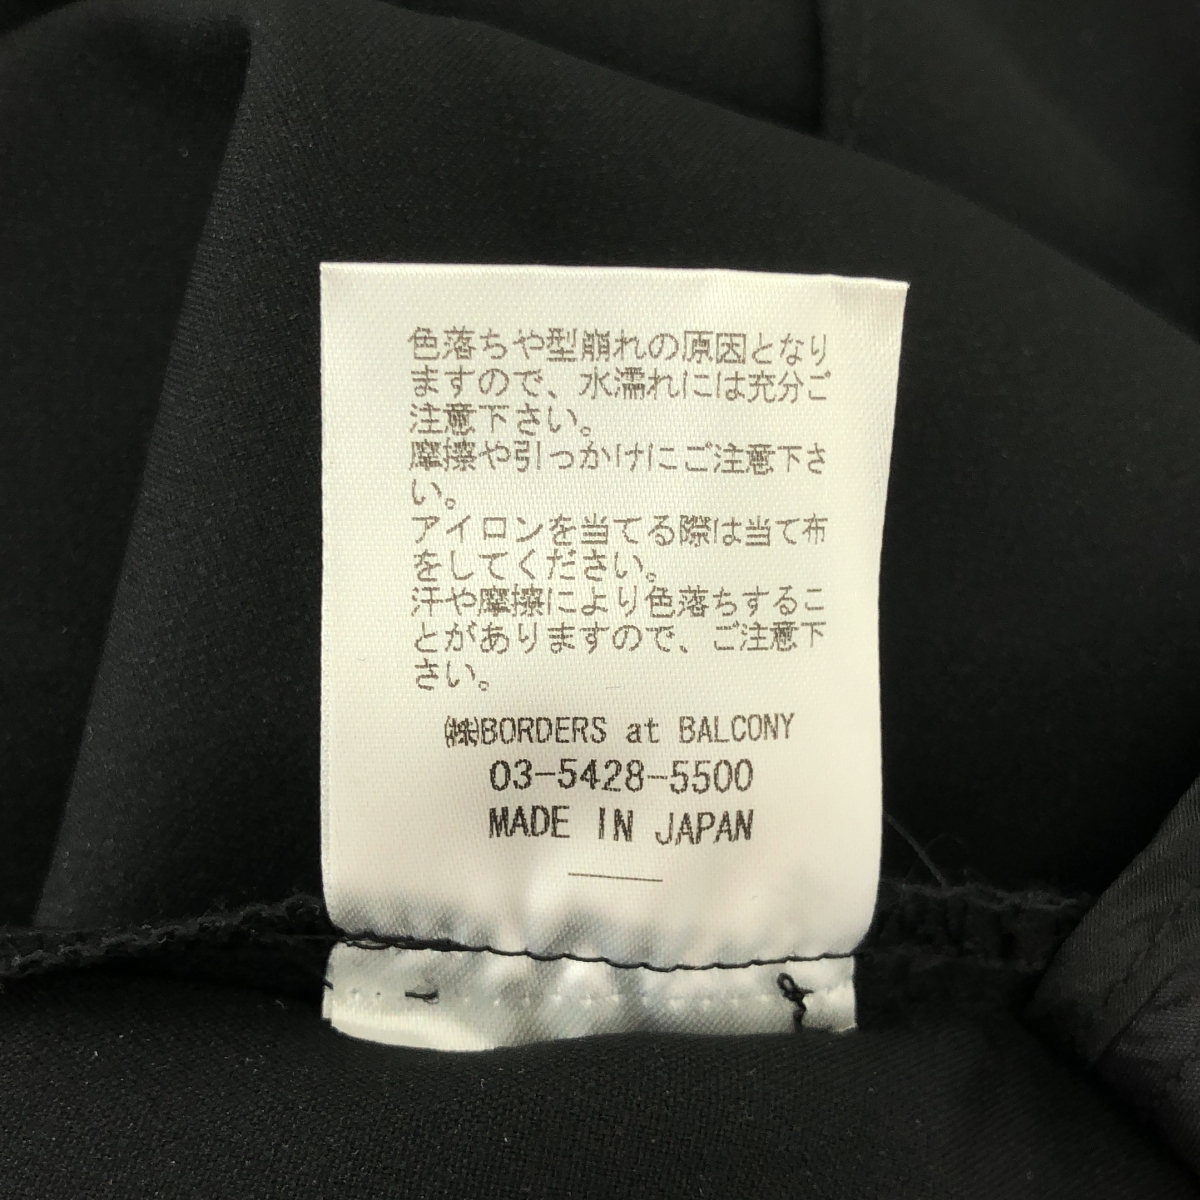 色落ちや型崩れの原因となり
ますので、水濡れには充分ご
注意下さい。
摩擦や引っかけにご注意下さ
い。
アイロンを当てる際は当て布
をしてください。
汗や摩擦により色落ちするこ
とがありますので、ご注意下
さい。
㈱BORDERS at BALCONY
03-5428-5500
MADE IN JAPAN